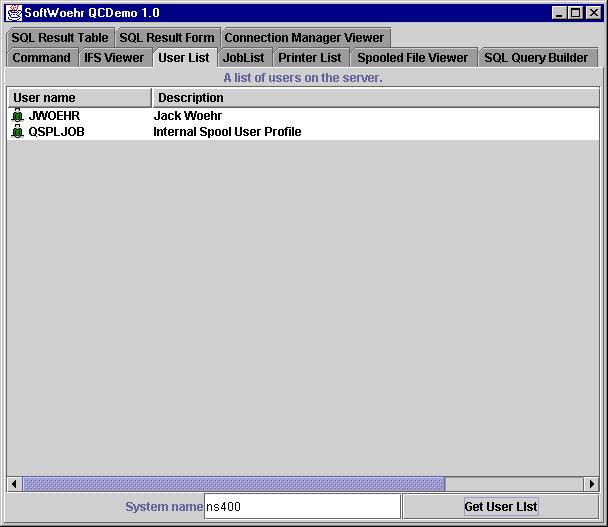 SoftWoehr QCDemo 1.0
SQL Result Table SQL Result Form Connection Manager Viewer
Command IFS Viewer User List JobList Printer List Spooled File Viewer SQL Query Builder
A list of users on the server.
User name Description
JWOEHR Jack Woehr
QSPLJOB Internal Spool User Profile
System name ns400 Get User LIst